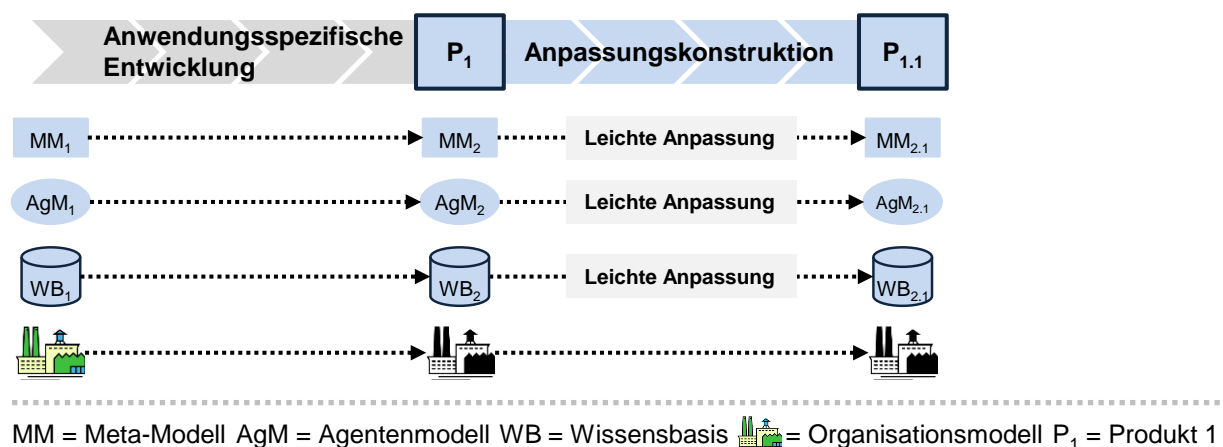 Anwendungsspezifische
Entwicklung
P1
Anpassungskonstruktion
P1.1
MM1
MM2
Leichte Anpassung
MM2.1
AgM1
AgM2
Leichte Anpassung
AgM2.1
WB1
WB2
Leichte Anpassung
WB2.1
MM = Meta-Modell AgM = Agentenmodell WB = Wissensbasis = Organisationsmodell P1 = Produkt 1